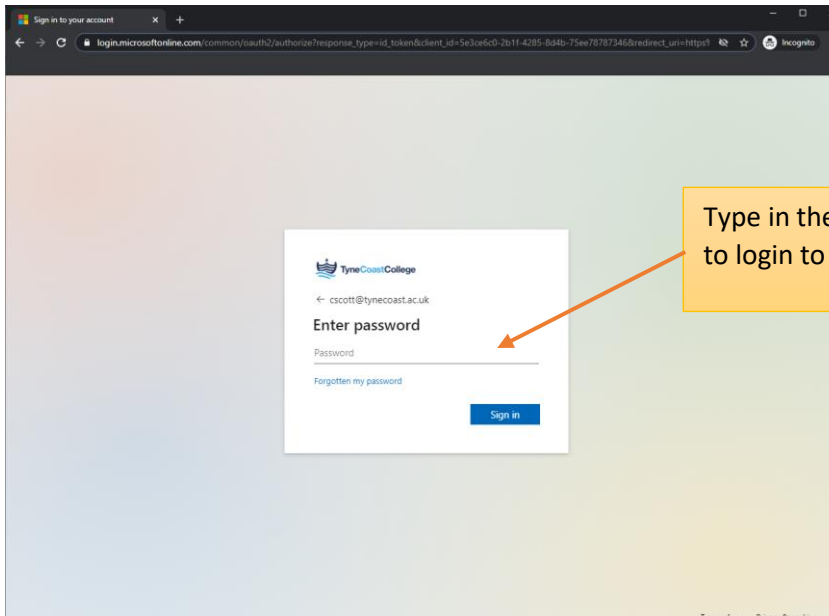 Sign in to your account
login.microsoftonline.com/common/oauth2/authorize?response_type=id_token&client_id=5e3ce6c0-2b1f-4285-8d4b-75ee78787346&redirect_uri=https
Incognito
Type in the
to login to
TyneCoastCollege
cscott@tynecoast.ac.uk
Enter password
Password
Forgotten my password
Sign in